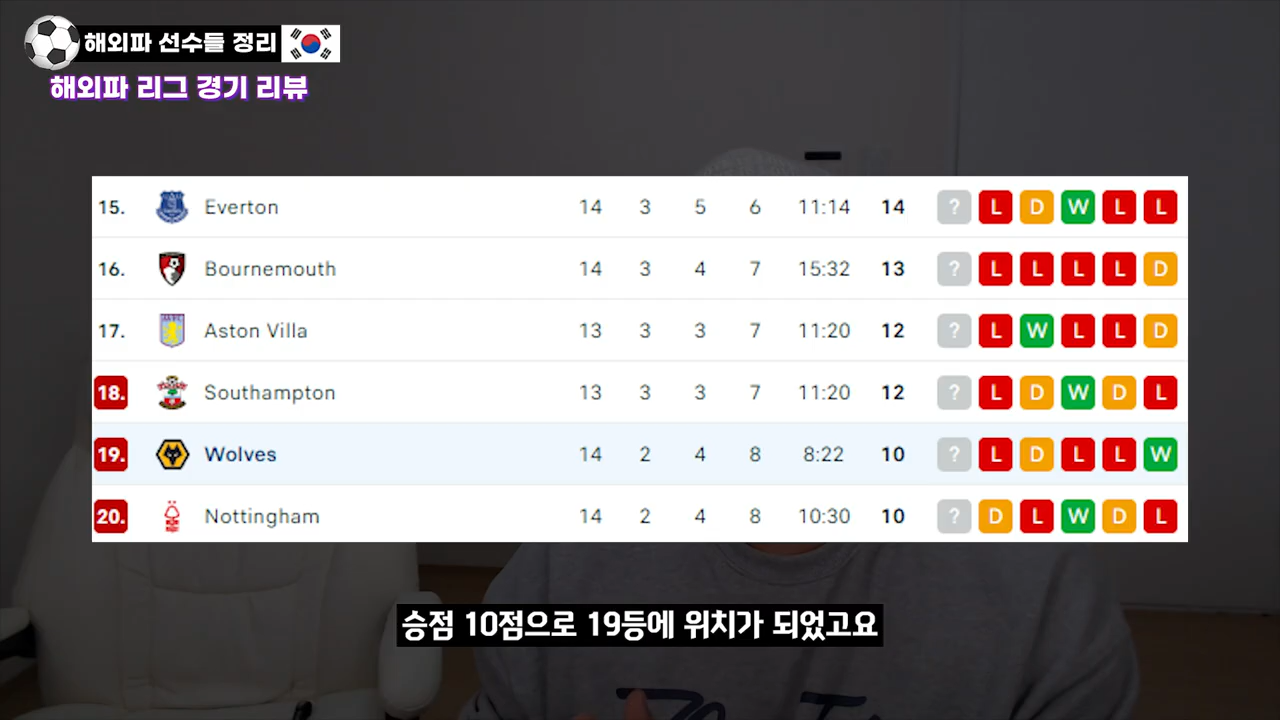 해외파 선수들 정리
해외파 리그 경기 리뷰
15. Everton 14 3 5 6 11:14 14 ? L D W L L
16. Bournemouth 14 3 4 7 15:32 13 ? L L L L D
17. Aston Villa 13 3 3 7 11:20 12 ? L W L L D
18. Southampton 13 3 3 7 11:20 12 ? L D W D L
19. Wolves 14 2 4 8 8:22 10 ? L D L L W
20. Nottingham 14 2 4 8 10:30 10 ? D L W D L
승점 10점으로 19등에 위치가 되었고요